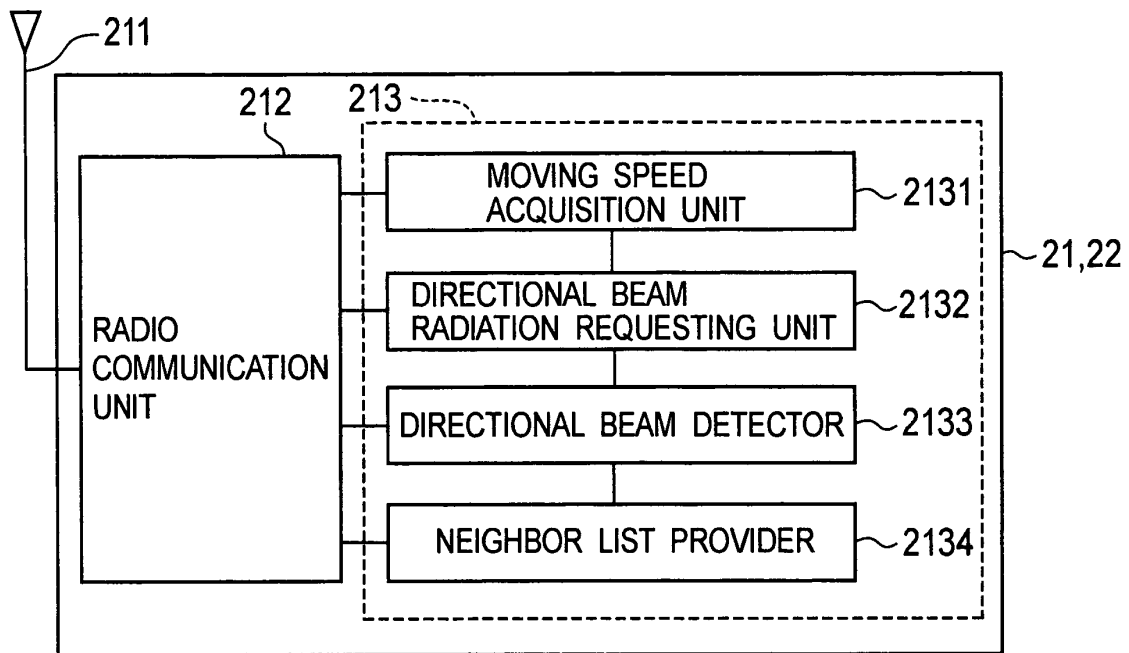 211
212
213
MOVING SPEED
ACQUISITION UNIT
2131
21,22
DIRECTIONAL BEAM
RADIATION REQUESTING UNIT
2132
RADIO
COMMUNICATION
UNIT
DIRECTIONAL BEAM DETECTOR
2133
NEIGHBOR LIST PROVIDER
2134